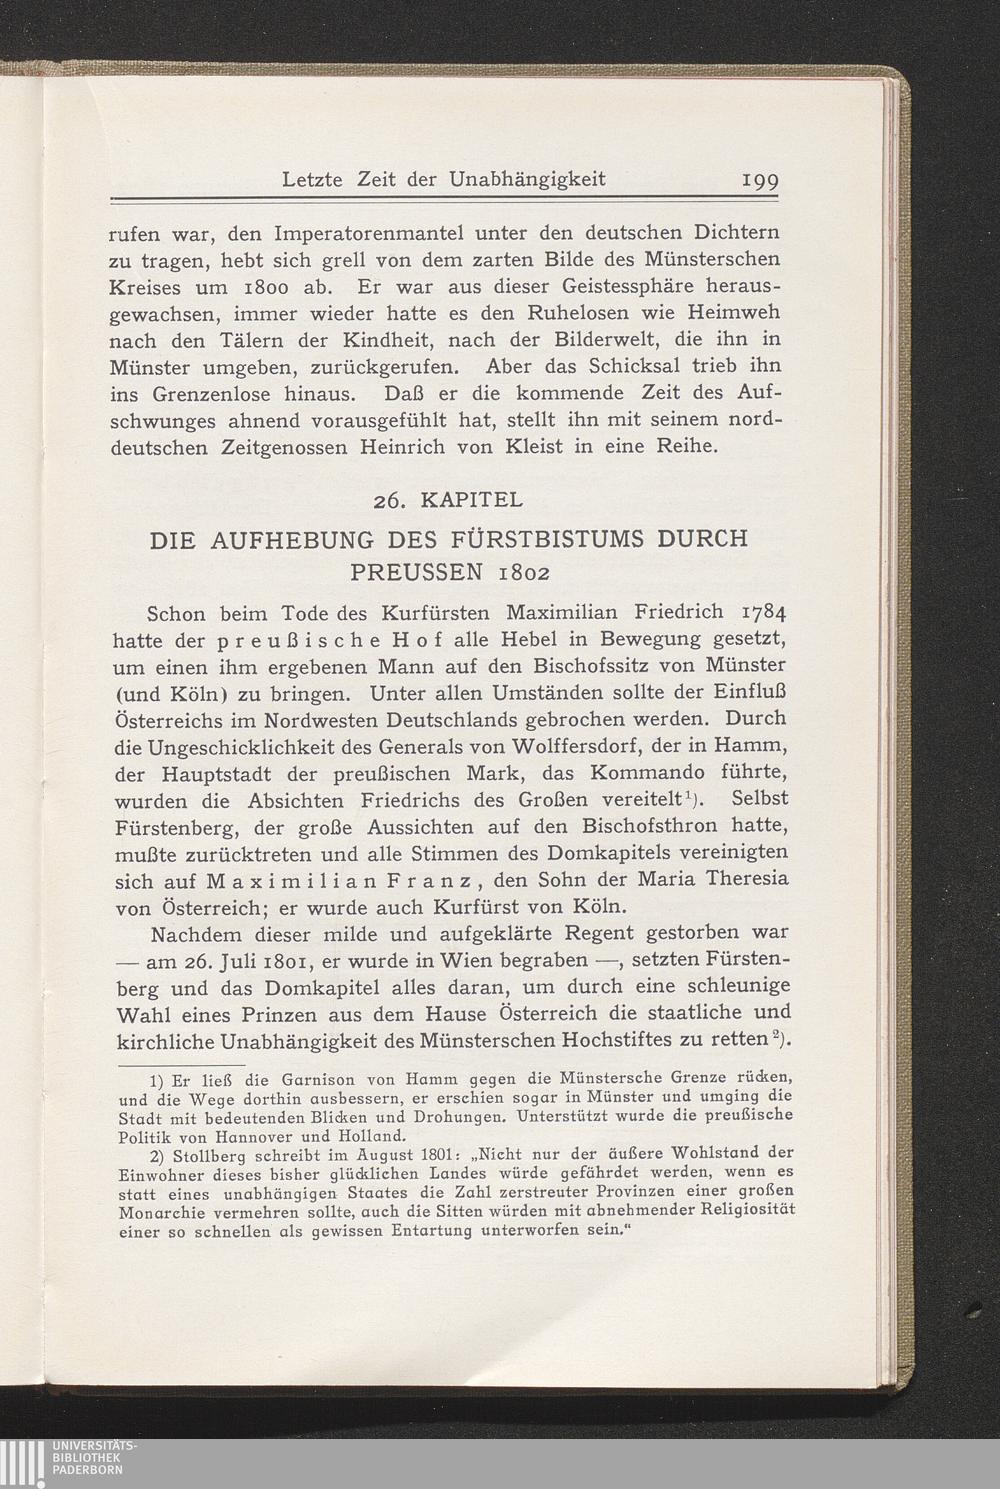 Letzte Zeit der Unabhängigkeit 199
rufen war, den Imperatorenmantel unter den deutschen Dichtern
zu tragen, hebt sich grell von dem zarten Bilde des Münsterschen
Kreises um 1800 ab. Er war aus dieser Geistessphäre heraus-
gewachsen, immer wieder hatte es den Ruhelosen wie Heimweh
nach den Tälern der Kindheit, nach der Bilderwelt, die ihn in
Münster umgeben, zurückgerufen. Aber das Schicksal trieb ihn
ins Grenzenlose hinaus. Daß er die kommende Zeit des Auf-
schwunges ahnend vorausgefühlt hat, stellt ihn mit seinem nord-
deutschen Zeitgenossen Heinrich von Kleist in eine Reihe.
26. KAPITEL
DIE AUFHEBUNG DES FÜRSTBISTUMS DURCH
PREUSSEN 1802
Schon beim Tode des Kurfürsten Maximilian Friedrich 1784
hatte der preußische Hof alle Hebel in Bewegung gesetzt,
um einen ihm ergebenen Mann auf den Bischofssitz von Münster
(und Köln) zu bringen. Unter allen Umständen sollte der Einfluß
Österreichs im Nordwesten Deutschlands gebrochen werden. Durch
die Ungeschicklichkeit des Generals von Wolffersdorf, der in Hamm,
der Hauptstadt der preußischen Mark, das Kommando führte,
wurden die Absichten Friedrichs des Großen vereitelt¹). Selbst
Fürstenberg, der große Aussichten auf den Bischofsthron hatte,
mußte zurücktreten und alle Stimmen des Domkapitels vereinigten
sich auf Maximilian Franz, den Sohn der Maria Theresia
von Österreich; er wurde auch Kurfürst von Köln.
Nachdem dieser milde und aufgeklärte Regent gestorben war
— am 26. Juli 1801, er wurde in Wien begraben —, setzten Fürsten-
berg und das Domkapitel alles daran, um durch eine schleunige
Wahl eines Prinzen aus dem Hause Österreich die staatliche und
kirchliche Unabhängigkeit des Münsterschen Hochstiftes zu retten²).
1) Er ließ die Garnison von Hamm gegen die Münstersche Grenze rücken,
und die Wege dorthin ausbessern, er erschien sogar in Münster und umging die
Stadt mit bedeutenden Blicken und Drohungen. Unterstützt wurde die preußische
Politik von Hannover und Holland.
2) Stollberg schreibt im August 1801: „Nicht nur der äußere Wohlstand der
Einwohner dieses bisher glücklichen Landes würde gefährdet werden, wenn es
statt eines unabhängigen Staates die Zahl zerstreuter Provinzen einer großen
Monarchie vermehren sollte, auch die Sitten würden mit abnehmender Religiosität
einer so schnellen als gewissen Entartung unterworfen sein.“
UNIVERSITÄTS-
BIBLIOTHEK
PADERBORN